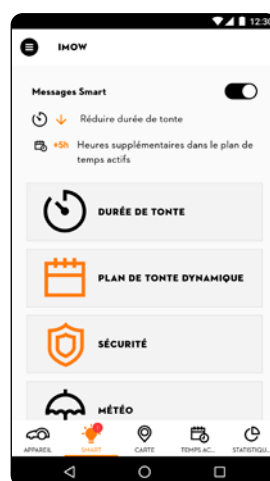 12:30
IMOW
Messages Smart
Réduire durée de tonte
+5h Heures supplémentaires dans le plan de
temps actifs
DURÉE DE TONTE
PLAN DE TONTE DYNAMIQUE
SÉCURITÉ
MÉTÉO
APPAREIL SMART CARTE TEMPS AC... STATISTIQU...